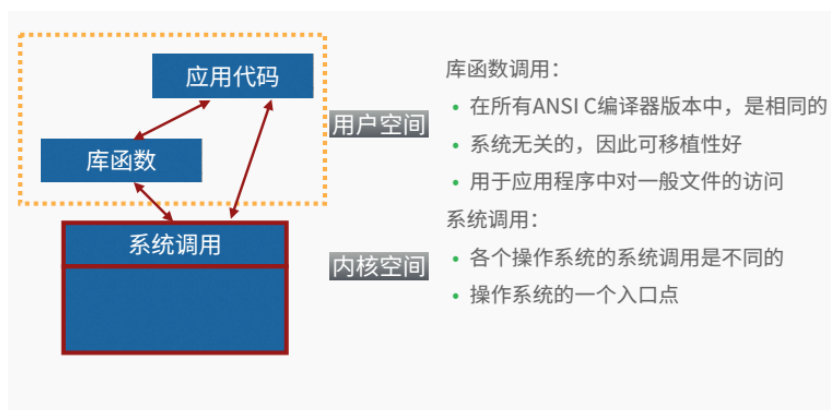 应用代码
库函数
用户空间
系统调用
内核空间
库函数调用：
• 在所有ANSI C编译器版本中，是相同的
• 系统无关的，因此可移植性好
• 用于应用程序中对一般文件的访问
系统调用：
• 各个操作系统的系统调用是不同的
• 操作系统的一个入口点